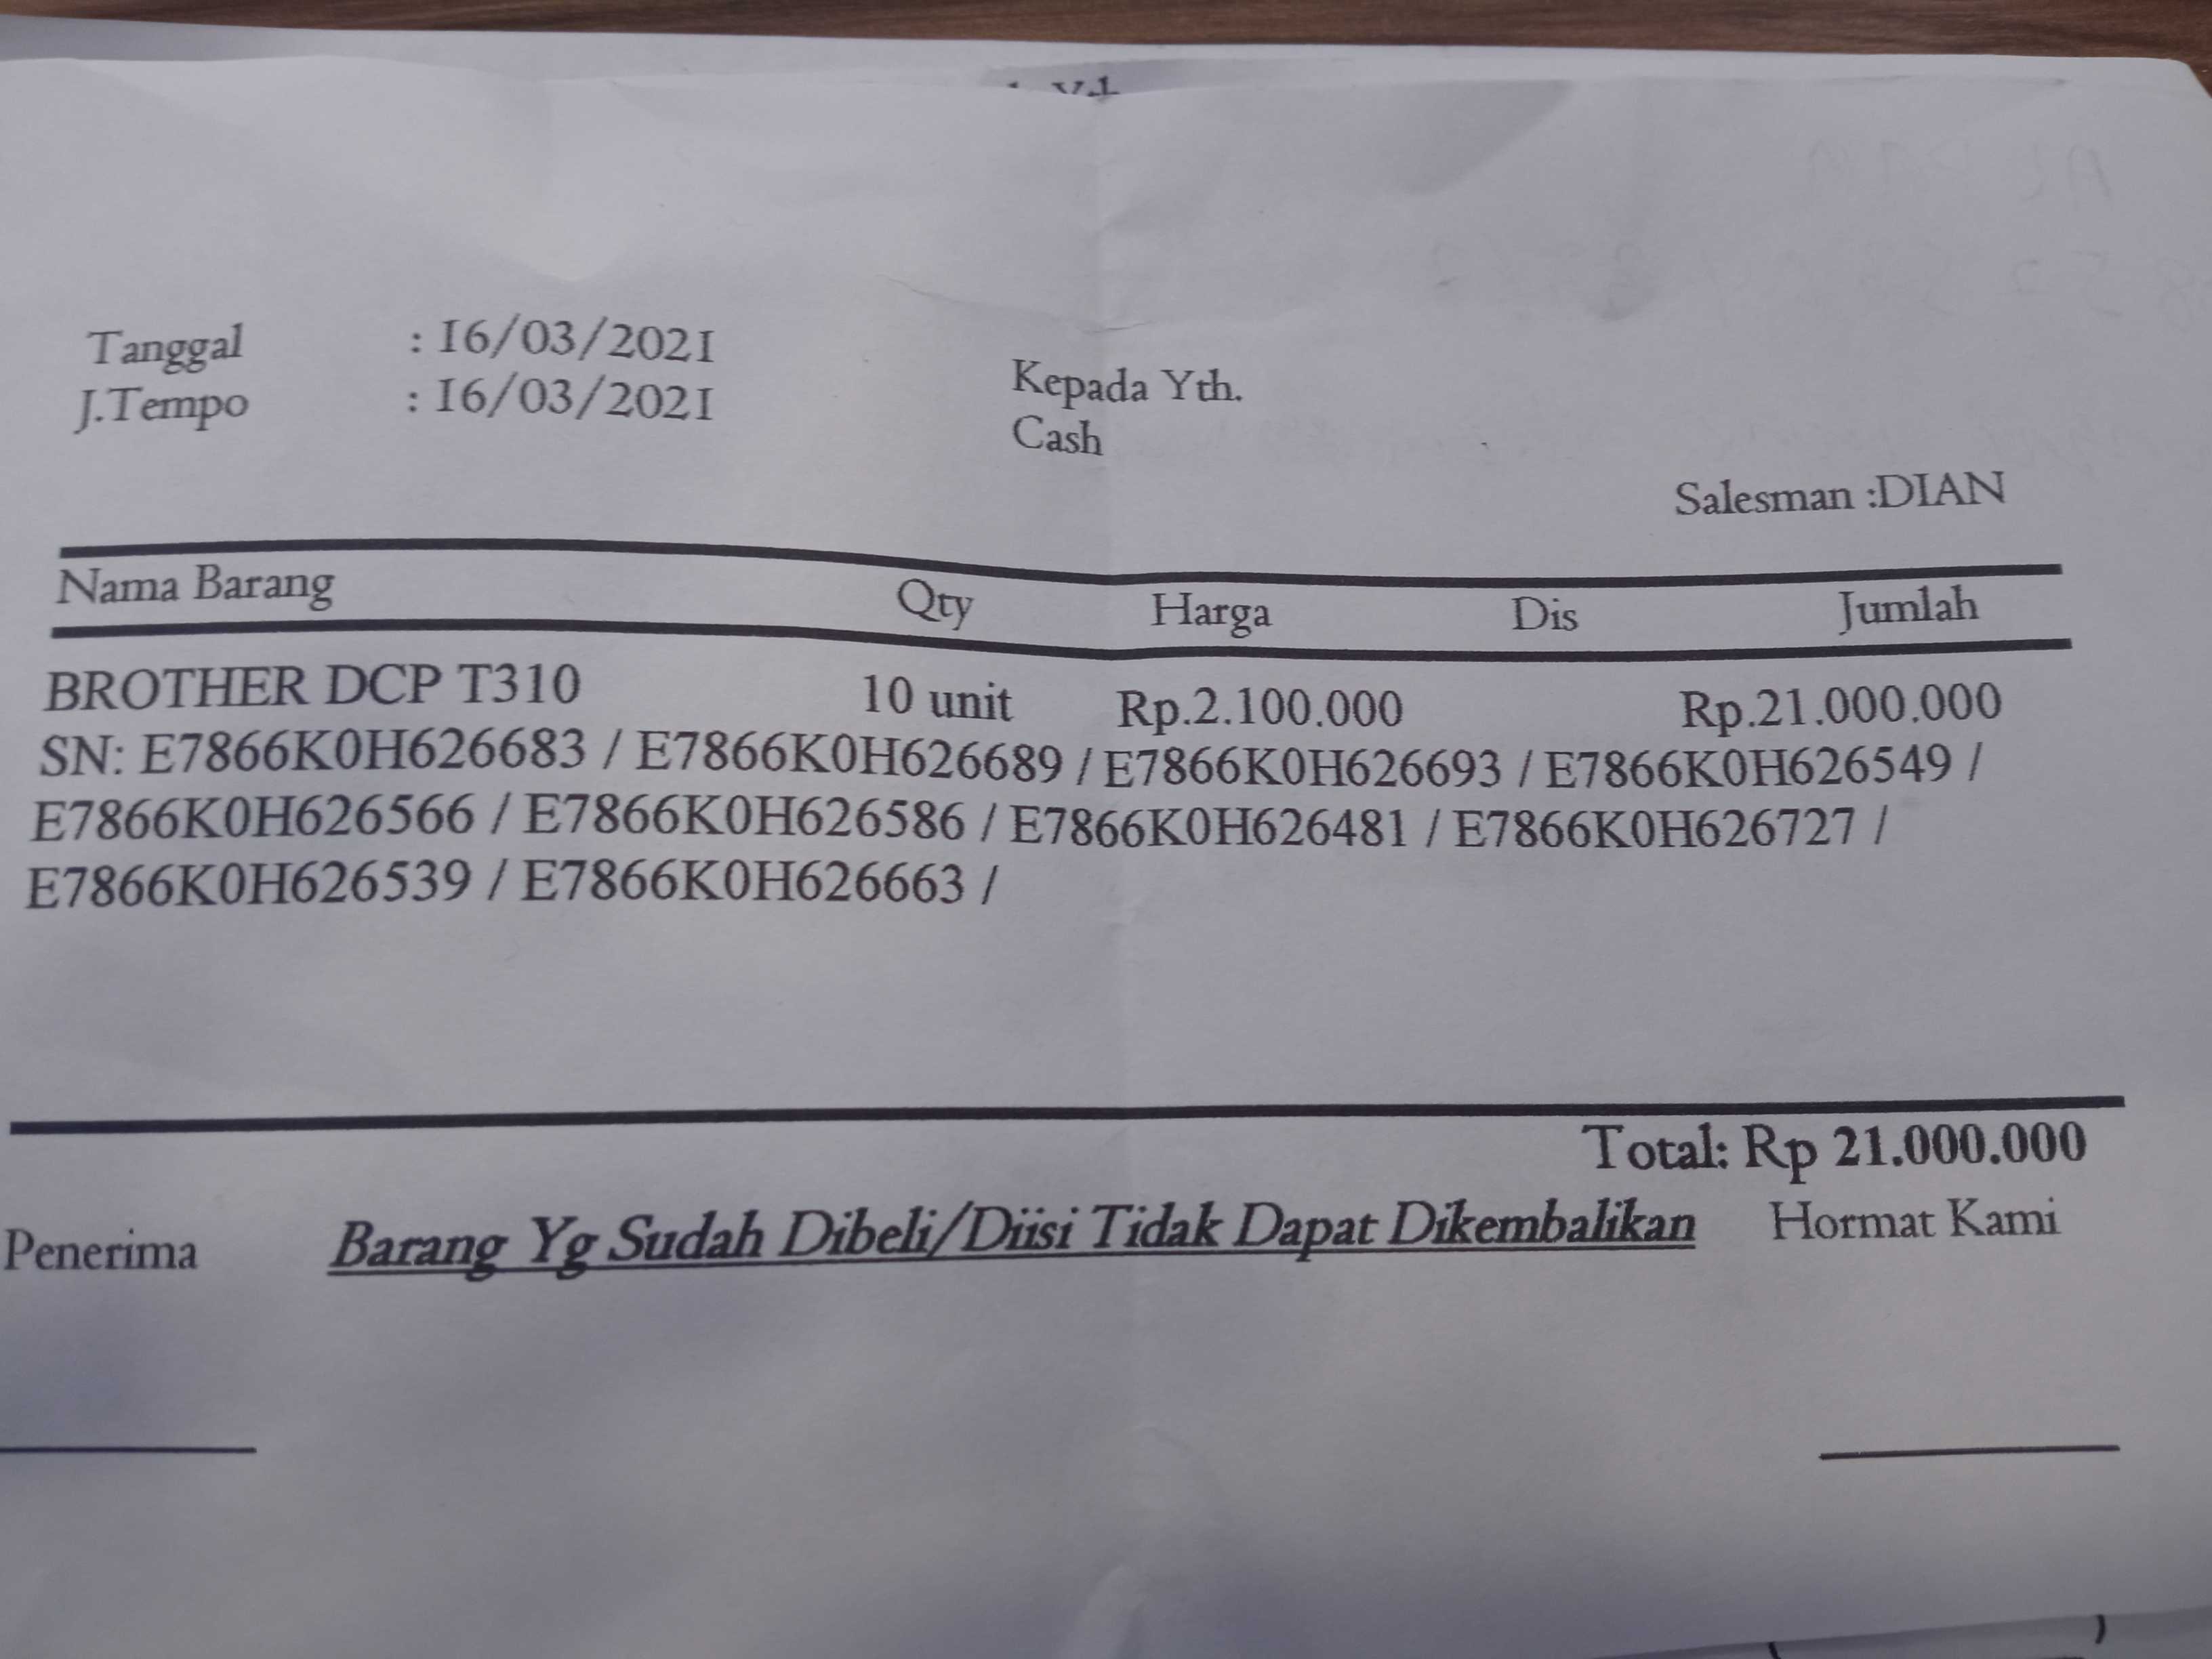 Tanggal : 16/03/2021
J.Tempo : 16/03/2021
Kepada Yth.
Cash
Salesman :DIAN
Nama Barang Qty Harga Dis Jumlah
BROTHER DCP T310 10 unit Rp.2.100.000 Rp.21.000.000
SN: E7866K0H626683 / E7866K0H626689 / E7866K0H626693 / E7866K0H626549 /
E7866K0H626566 / E7866K0H626586 / E7866K0H626481 / E7866K0H626727 /
E7866K0H626539 / E7866K0H626663 /
Total: Rp 21.000.000
Penerima Barang Yg Sudah Dibeli/Diisi Tidak Dapat Dikembalikan Hormat Kami